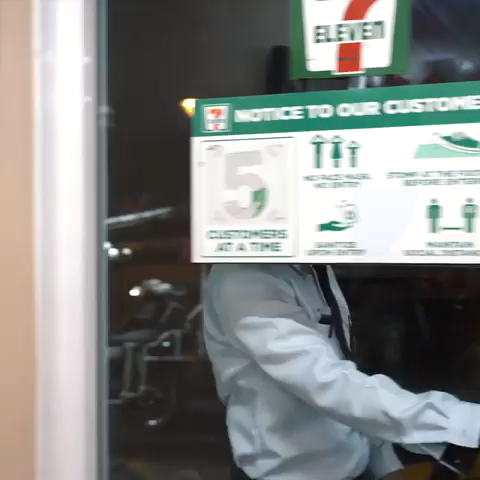 ELEVEN
NOTICE TO OUR CUSTOME
5
CUSTOMERS
AT A TIME
NO FACE MASK,
NO ENTRY
SANITIZE
UPON ENTRY
MAINTAIN
SOCIAL DISTANC